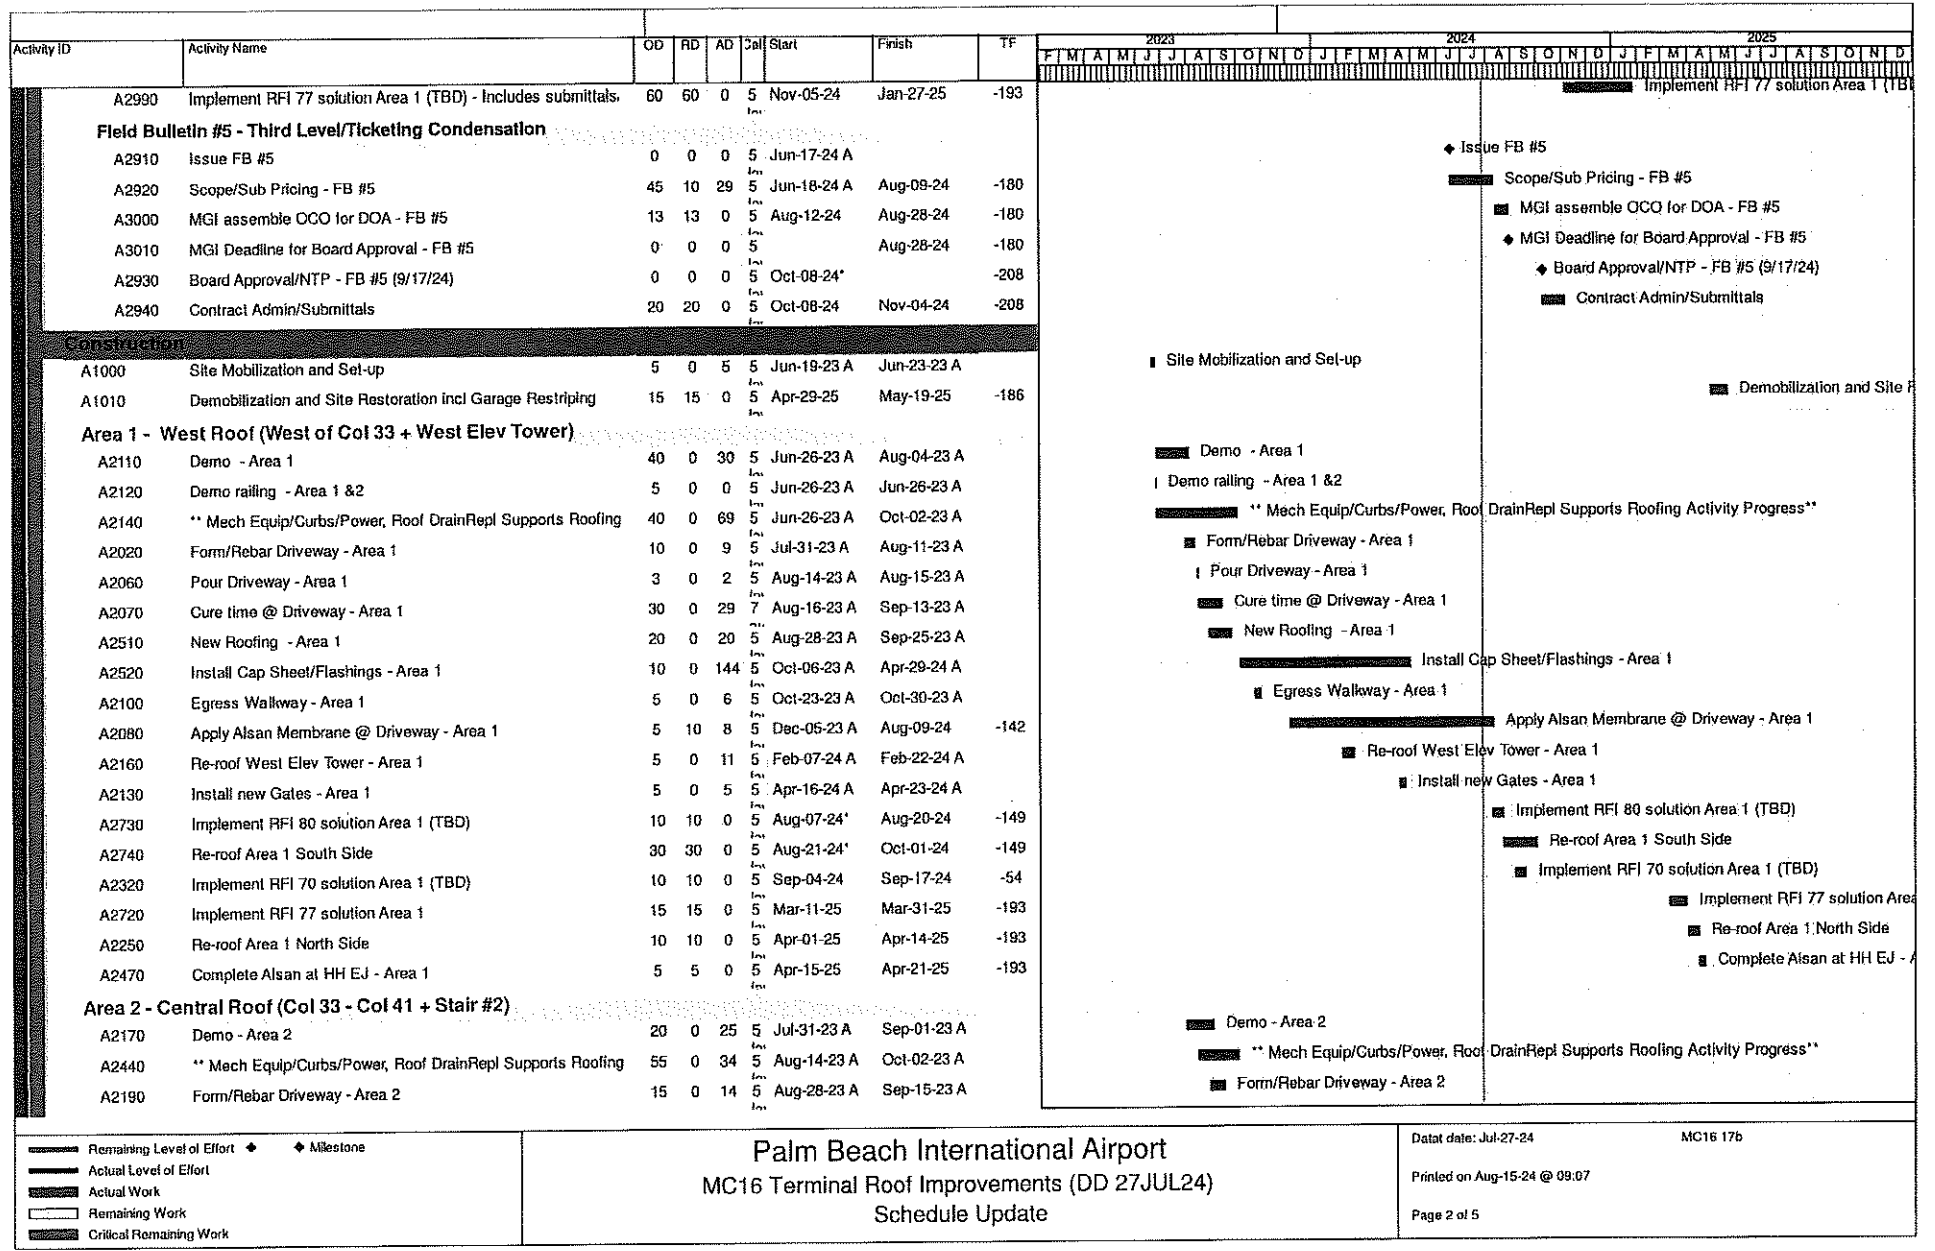 2023 2024 2025
Activity ID Activity Name OD RD AD Cal Start Finish TF
F M A M J J A S O N D J F M A M J J A S O N D J F M A M J J A S O N D
A2990 Implement RFI 77 solution Area 1 (TBD) - Includes submittals, 60 60 0 5 Nov-05-24 Jan-27-25 -193 Implement RFI 77 solution Area 1 (TB
Field Bulletin #5 - Third Level/Ticketing Condensation
A2910 Issue FB #5 0 0 0 5 Jun-17-24 A Issue FB #5
A2920 Scope/Sub Pricing - FB #5 45 10 29 5 Jun-18-24 A Aug-09-24 -180 Scope/Sub Pricing - FB #5
A3000 MGI assemble OCO for DOA - FB #5 13 13 0 5 Aug-12-24 Aug-28-24 -180 MGI assemble OCO for DOA - FB #5
A3010 MGI Deadline for Board Approval - FB #5 0 0 0 5 Aug-28-24 -180 MGI Deadline for Board Approval - FB #5
A2930 Board Approval/NTP - FB #5 (9/17/24) 0 0 0 5 Oct-08-24* -208 Board Approval/NTP - FB #5 (9/17/24)
A2940 Contract Admin/Submittals 20 20 0 5 Oct-08-24 Nov-04-24 -208 Contract Admin/Submittals
Construction
A1000 Site Mobilization and Set-up 5 0 5 5 Jun-19-23 A Jun-23-23 A Site Mobilization and Set-up
A1010 Demobilization and Site Restoration incl Garage Restriping 15 15 0 5 Apr-29-25 May-19-25 -186 Demobilization and Site F
Area 1 - West Roof (West of Col 33 + West Elev Tower)
A2110 Demo - Area 1 40 0 30 5 Jun-26-23 A Aug-04-23 A Demo - Area 1
A2120 Demo railing - Area 1 &2 5 0 0 5 Jun-26-23 A Jun-26-23 A Demo railing - Area 1 &2
A2140 ** Mech Equip/Curbs/Power, Roof DrainRepl Supports Roofing 40 0 69 5 Jun-26-23 A Oct-02-23 A ** Mech Equip/Curbs/Power, Roof DrainRepl Supports Roofing Activity Progress**
A2020 Form/Rebar Driveway - Area 1 10 0 9 5 Jul-31-23 A Aug-11-23 A Form/Rebar Driveway - Area 1
A2060 Pour Driveway - Area 1 3 0 2 5 Aug-14-23 A Aug-15-23 A Pour Driveway - Area 1
A2070 Cure time @ Driveway - Area 1 30 0 29 7 Aug-16-23 A Sep-13-23 A Cure time @ Driveway - Area 1
A2510 New Roofing - Area 1 20 0 20 5 Aug-28-23 A Sep-25-23 A New Roofing - Area 1
A2520 Install Cap Sheet/Flashings - Area 1 10 0 144 5 Oct-06-23 A Apr-29-24 A Install Cap Sheet/Flashings - Area 1
A2100 Egress Walkway - Area 1 5 0 6 5 Oct-23-23 A Oct-30-23 A Egress Walkway - Area 1
A2080 Apply Alsan Membrane @ Driveway - Area 1 5 10 8 5 Dec-05-23 A Aug-09-24 -142 Apply Alsan Membrane @ Driveway - Area 1
A2160 Re-roof West Elev Tower - Area 1 5 0 11 5 Feb-07-24 A Feb-22-24 A Re-roof West Elev Tower - Area 1
A2130 Install new Gates - Area 1 5 0 5 5 Apr-16-24 A Apr-23-24 A Install new Gates - Area 1
A2730 Implement RFI 80 solution Area 1 (TBD) 10 10 0 5 Aug-07-24* Aug-20-24 -149 Implement RFI 80 solution Area 1 (TBD)
A2740 Re-roof Area 1 South Side 30 30 0 5 Aug-21-24* Oct-01-24 -149 Re-roof Area 1 South Side
A2320 Implement RFI 70 solution Area 1 (TBD) 10 10 0 5 Sep-04-24 Sep-17-24 -54 Implement RFI 70 solution Area 1 (TBD)
A2720 Implement RFI 77 solution Area 1 15 15 0 5 Mar-11-25 Mar-31-25 -193 Implement RFI 77 solution Area
A2250 Re-roof Area 1 North Side 10 10 0 5 Apr-01-25 Apr-14-25 -193 Re-roof Area 1 North Side
A2470 Complete Alsan at HH EJ - Area 1 5 5 0 5 Apr-15-25 Apr-21-25 -193 Complete Alsan at HH EJ - A
Area 2 - Central Roof (Col 33 - Col 41 + Stair #2)
A2170 Demo - Area 2 20 0 25 5 Jul-31-23 A Sep-01-23 A Demo - Area 2
A2440 ** Mech Equip/Curbs/Power, Roof DrainRepl Supports Roofing 55 0 34 5 Aug-14-23 A Oct-02-23 A ** Mech Equip/Curbs/Power, Roof DrainRepl Supports Roofing Activity Progress**
A2190 Form/Rebar Driveway - Area 2 15 0 14 5 Aug-28-23 A Sep-15-23 A Form/Rebar Driveway - Area 2
Remaining Level of Effort Milestone
Actual Level of Effort
Actual Work
Remaining Work
Critical Remaining Work
Palm Beach International Airport
MC16 Terminal Roof Improvements (DD 27JUL24)
Schedule Update
Datat date: Jul-27-24 MC16 17b
Printed on Aug-15-24 @ 09:07
Page 2 of 5